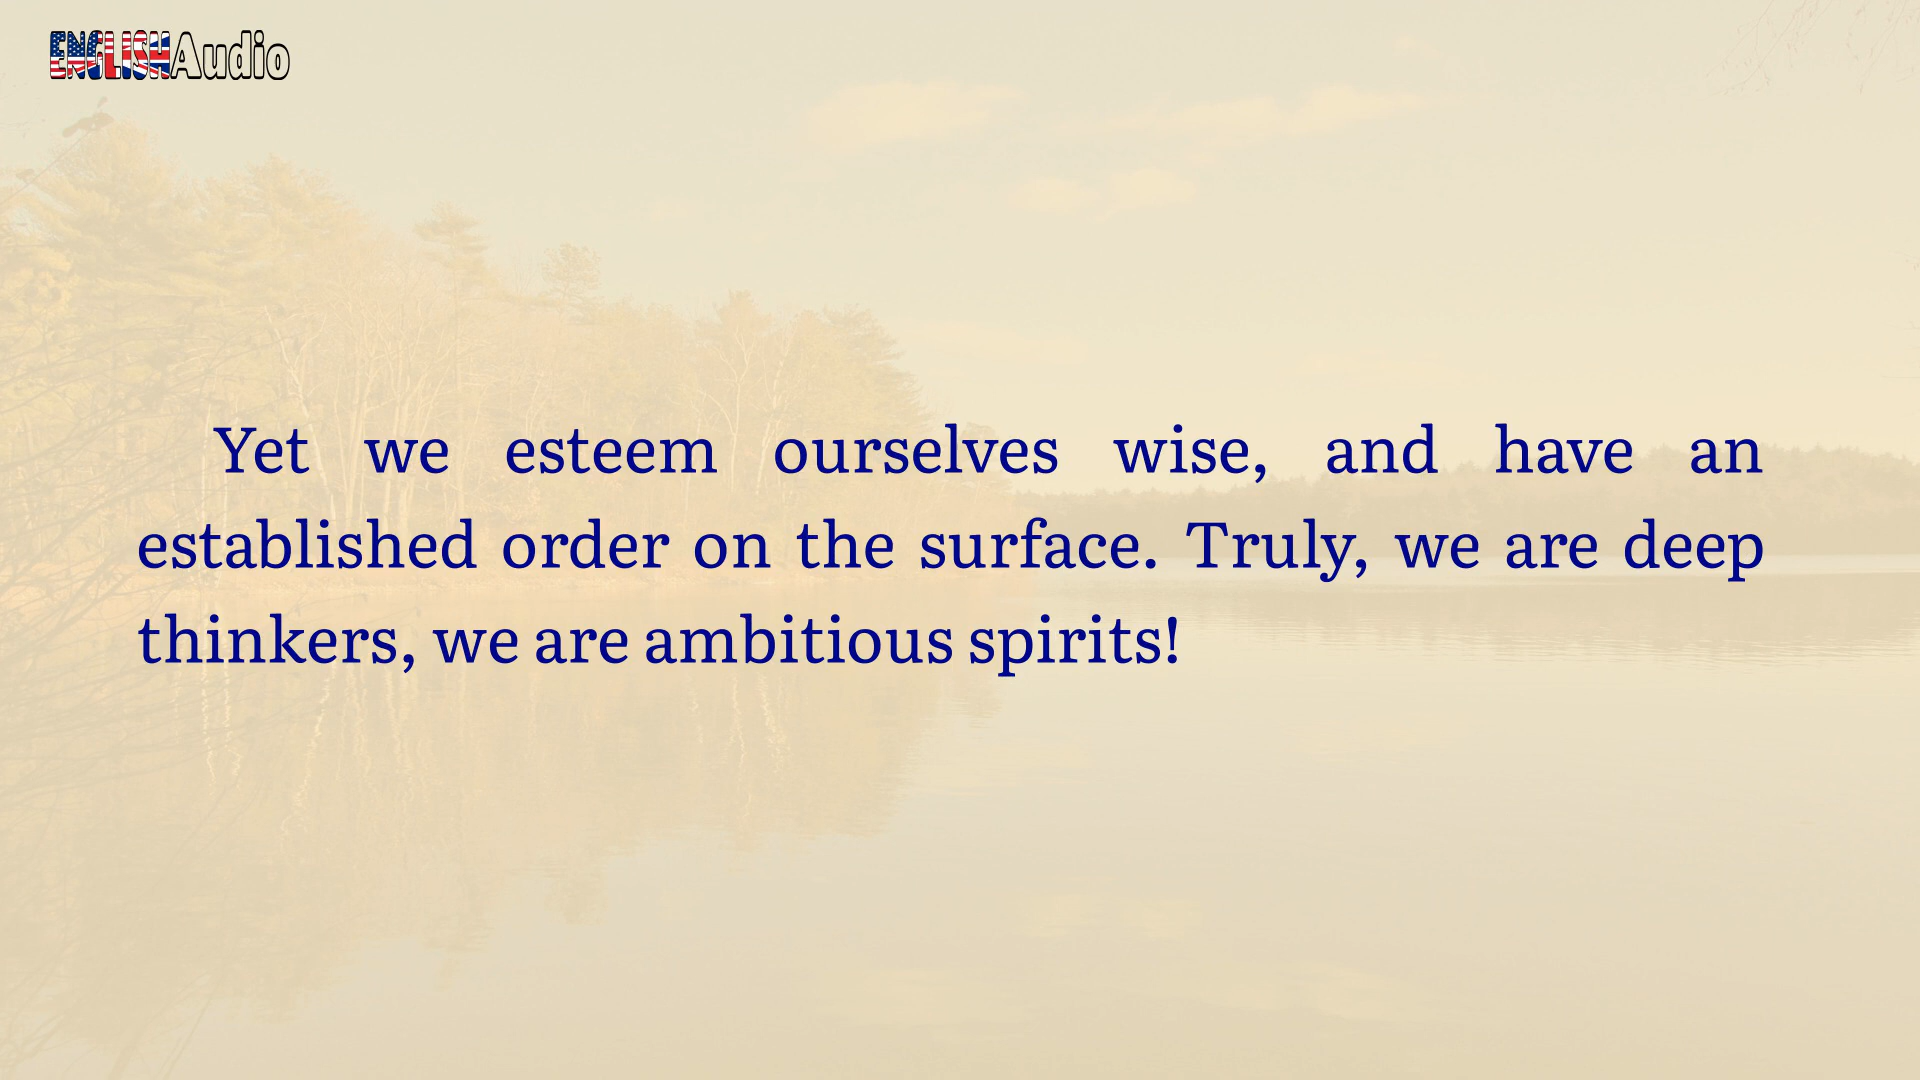 ENGLISHAudio
Yet we esteem ourselves wise, and have an
established order on the surface. Truly, we are deep
thinkers, we are ambitious spirits!